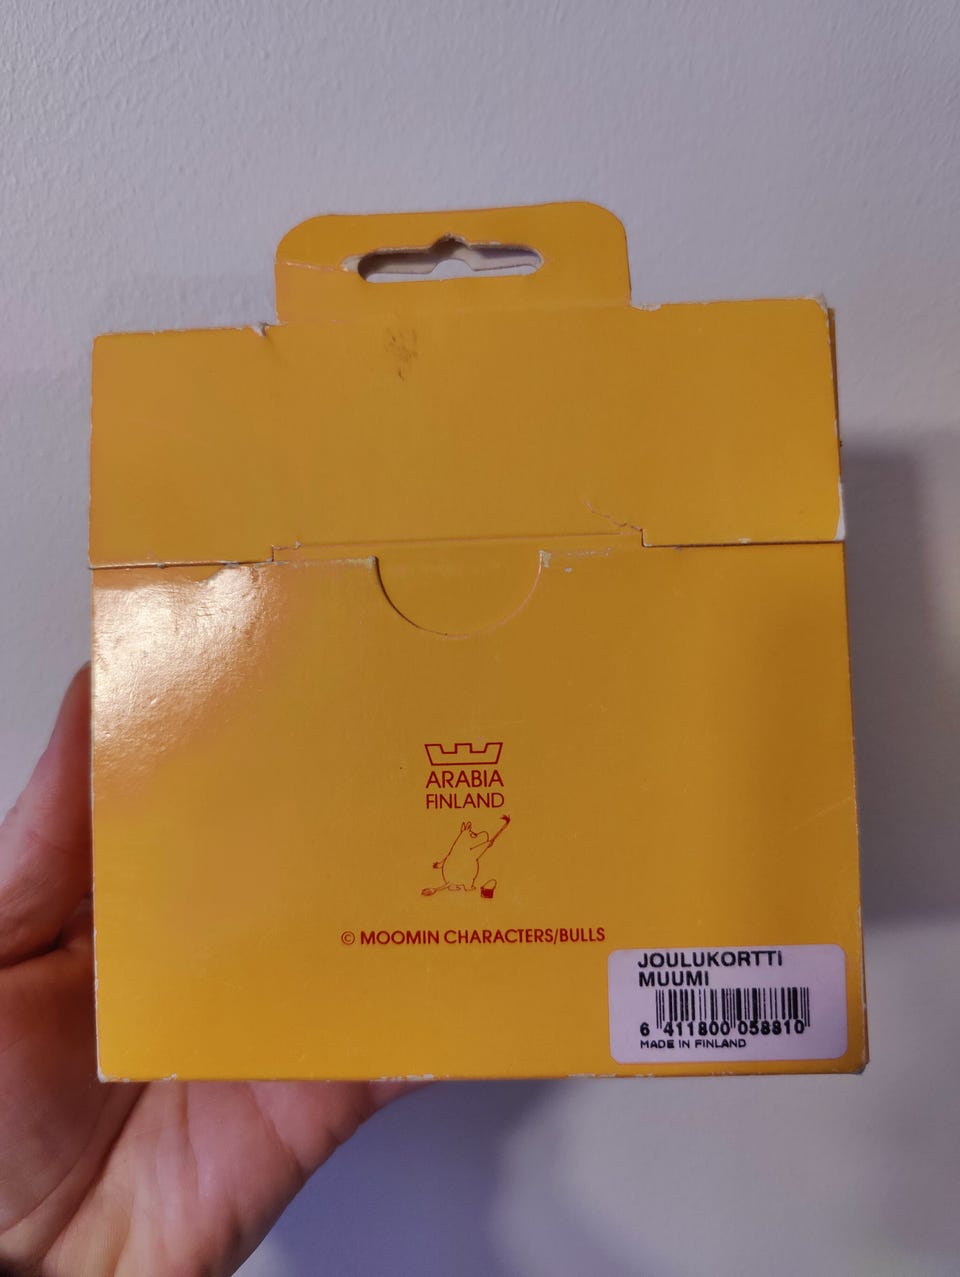 ARABIA
FINLAND
© MOOMIN CHARACTERS/BULLS
JOULUKORTTI
MUUMI
6 411800 058810
MADE IN FINLAND